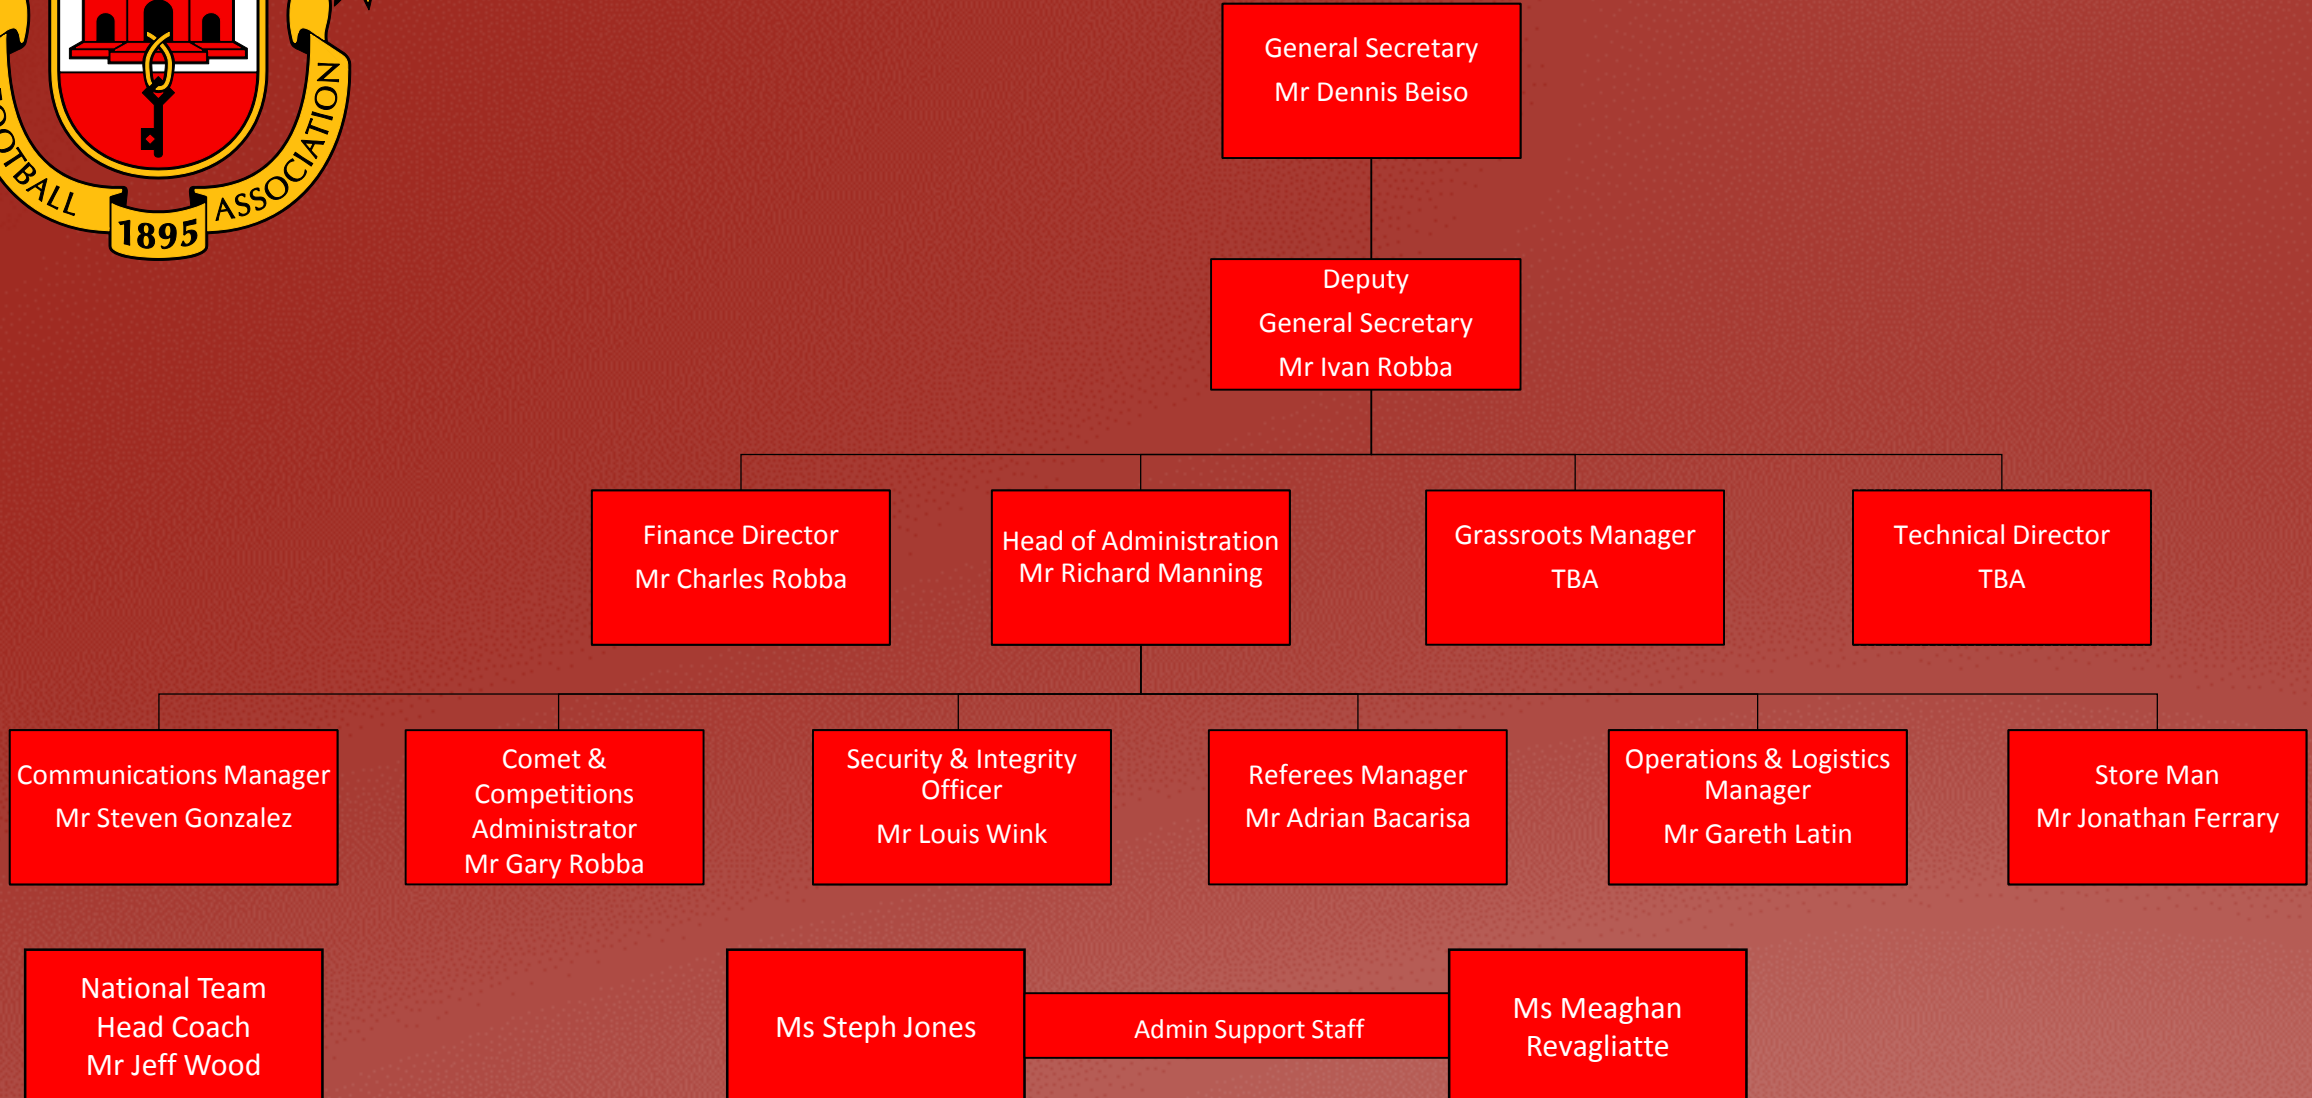 FOOTBALL
1895
ASSOCIATION
General Secretary
Mr Dennis Beiso
Deputy
General Secretary
Mr Ivan Robba
Finance Director
Mr Charles Robba
Head of Administration
Mr Richard Manning
Grassroots Manager
TBA
Technical Director
TBA
Communications Manager
Mr Steven Gonzalez
Comet &
Competitions
Administrator
Mr Gary Robba
Security & Integrity
Officer
Mr Louis Wink
Referees Manager
Mr Adrian Bacarisa
Operations & Logistics
Manager
Mr Gareth Latin
Store Man
Mr Jonathan Ferrary
National Team
Head Coach
Mr Jeff Wood
Ms Steph Jones
Admin Support Staff
Ms Meaghan
Revagliatte